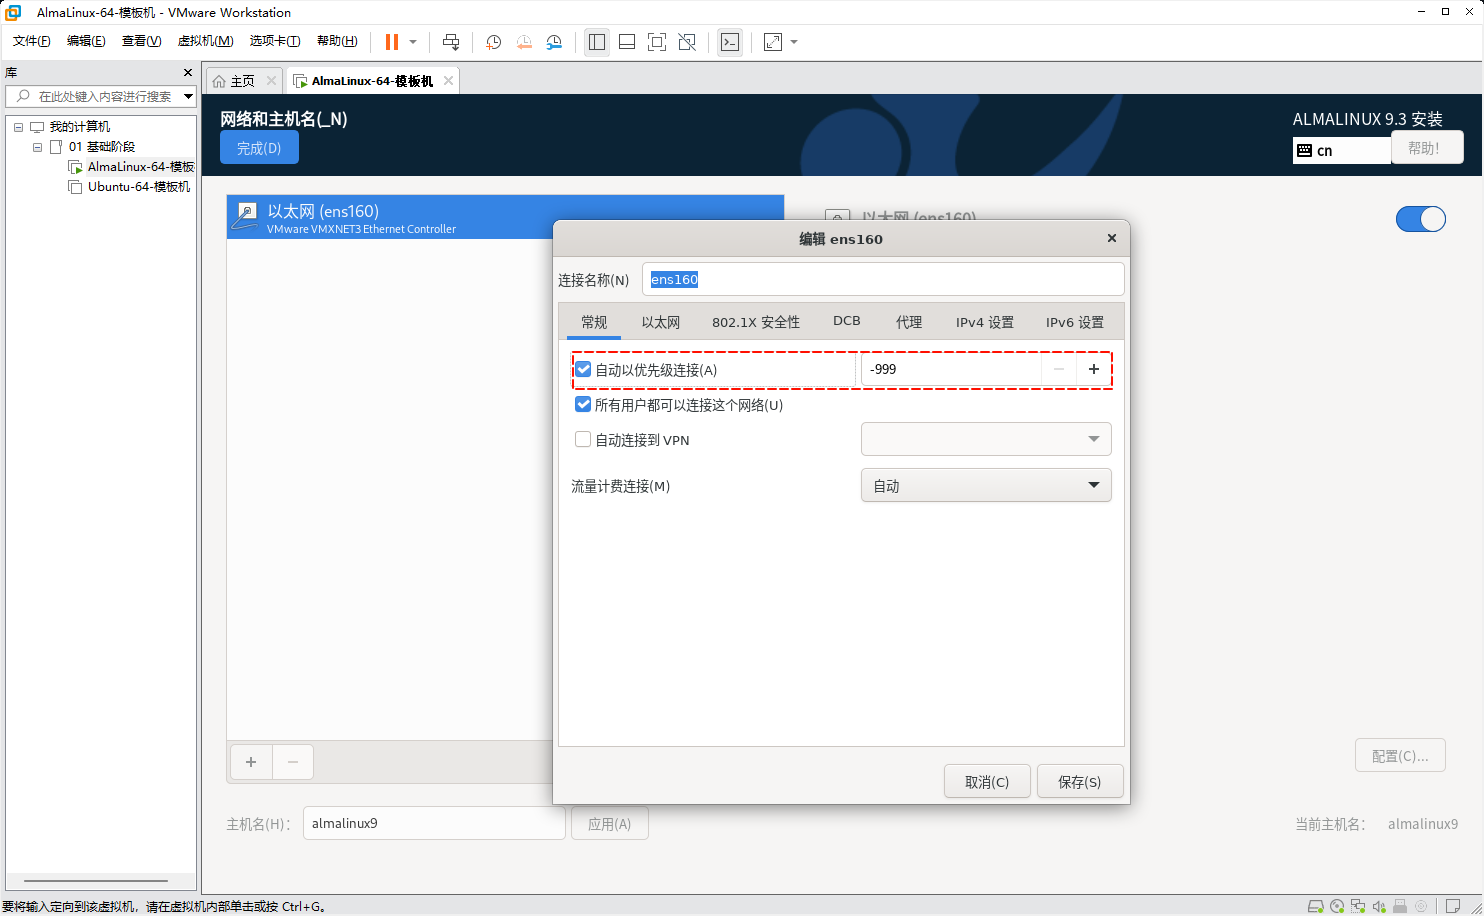 AlmaLinux-64-模板机 - VMware Workstation
文件(F) 编辑(E) 查看(V) 虚拟机(M) 选项卡(T) 帮助(H)
库
在此处键入内容进行搜索
我的计算机
01 基础阶段
AlmaLinux-64-模板
Ubuntu-64-模板机
主页
AlmaLinux-64-模板机
网络和主机名(_N)
完成(D)
ALMALINUX 9.3 安装
cn
帮助!
以太网 (ens160)
VMware VMXNET3 Ethernet Controller
以太网 (ens160)
编辑 ens160
连接名称(N) ens160
常规 以太网 802.1X 安全性 DCB 代理 IPv4 设置 IPv6 设置
自动以优先级连接(A) -999
所有用户都可以连接这个网络(U)
自动连接到 VPN
流量计费连接(M) 自动
取消(C) 保存(S)
配置(C)...
主机名(H): almalinux9 应用(A)
当前主机名: almalinux9
要将输入定向到该虚拟机，请在虚拟机内部单击或按 Ctrl+G。